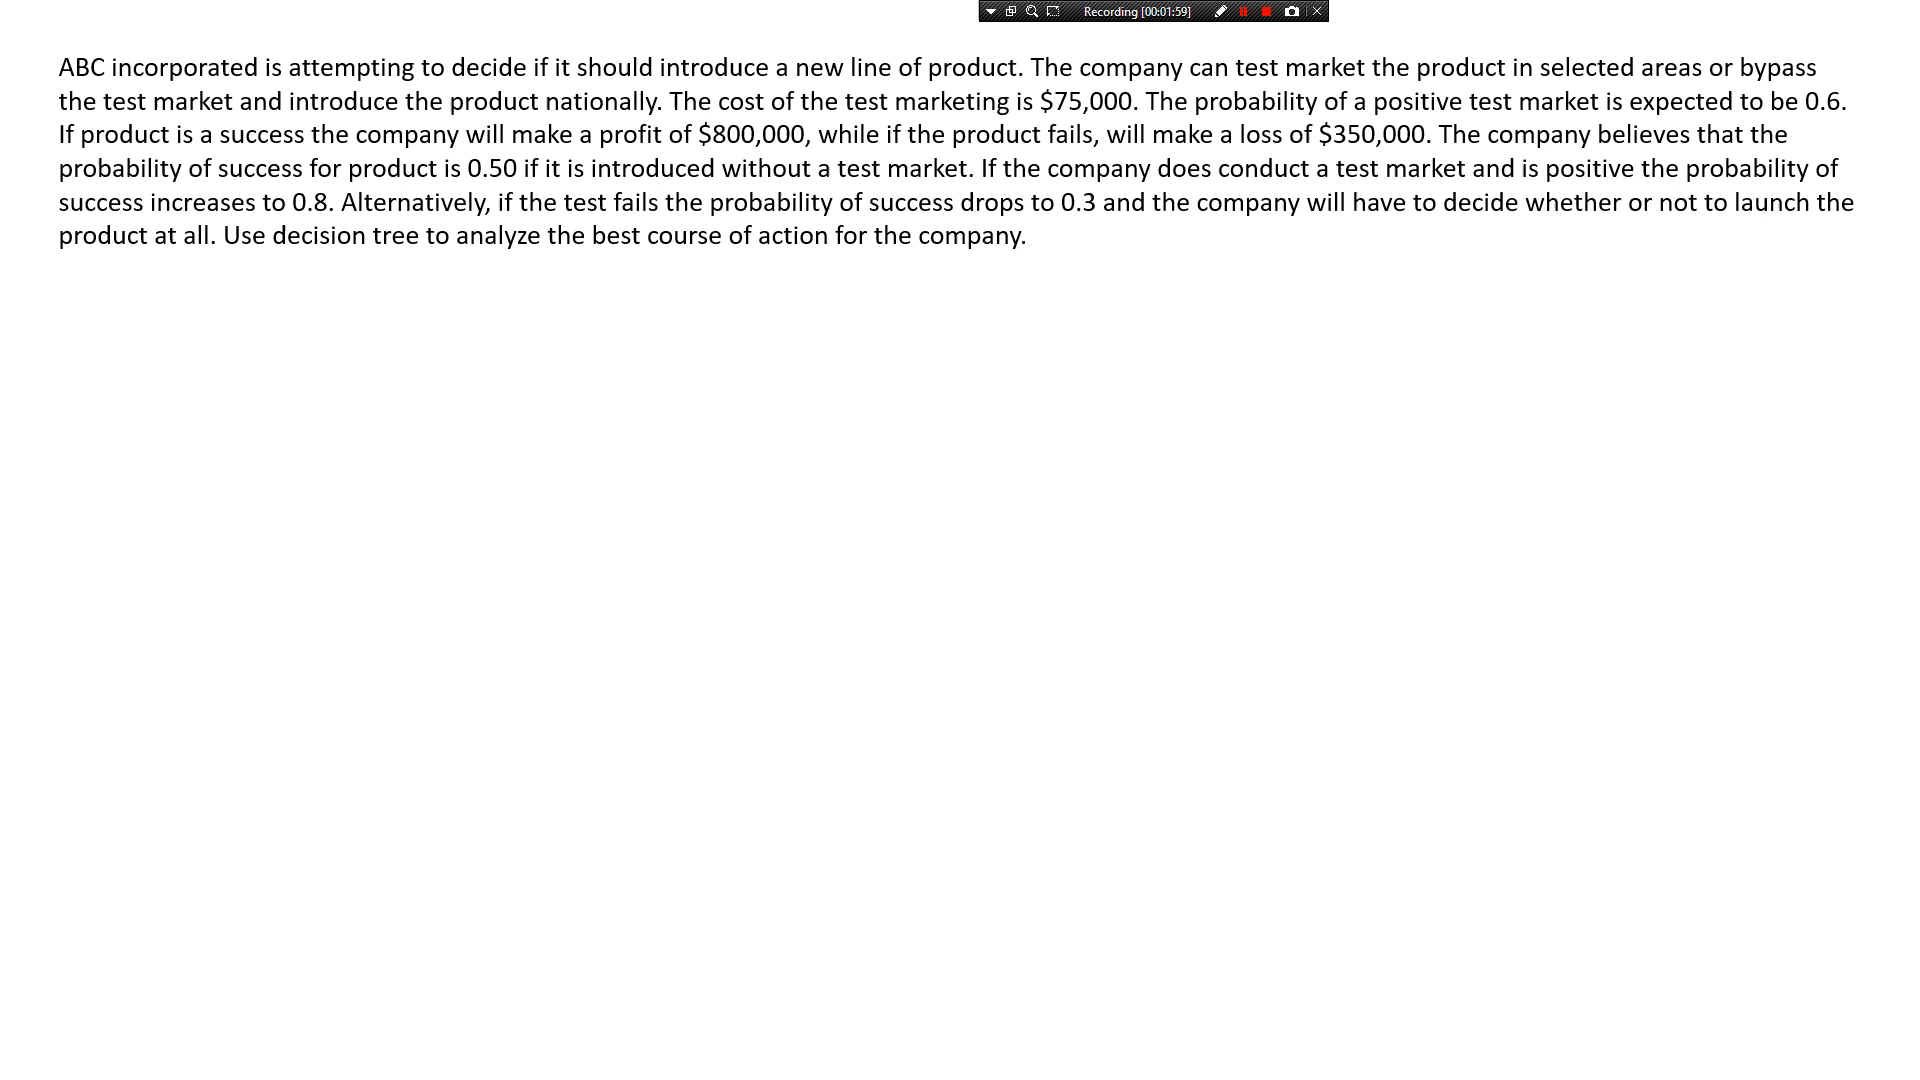 Recording [00:01:59]
ABC incorporated is attempting to decide if it should introduce a new line of product. The company can test market the product in selected areas or bypass
the test market and introduce the product nationally. The cost of the test marketing is $75,000. The probability of a positive test market is expected to be 0.6.
If product is a success the company will make a profit of $800,000, while if the product fails, will make a loss of $350,000. The company believes that the
probability of success for product is 0.50 if it is introduced without a test market. If the company does conduct a test market and is positive the probability of
success increases to 0.8. Alternatively, if the test fails the probability of success drops to 0.3 and the company will have to decide whether or not to launch the
product at all. Use decision tree to analyze the best course of action for the company.